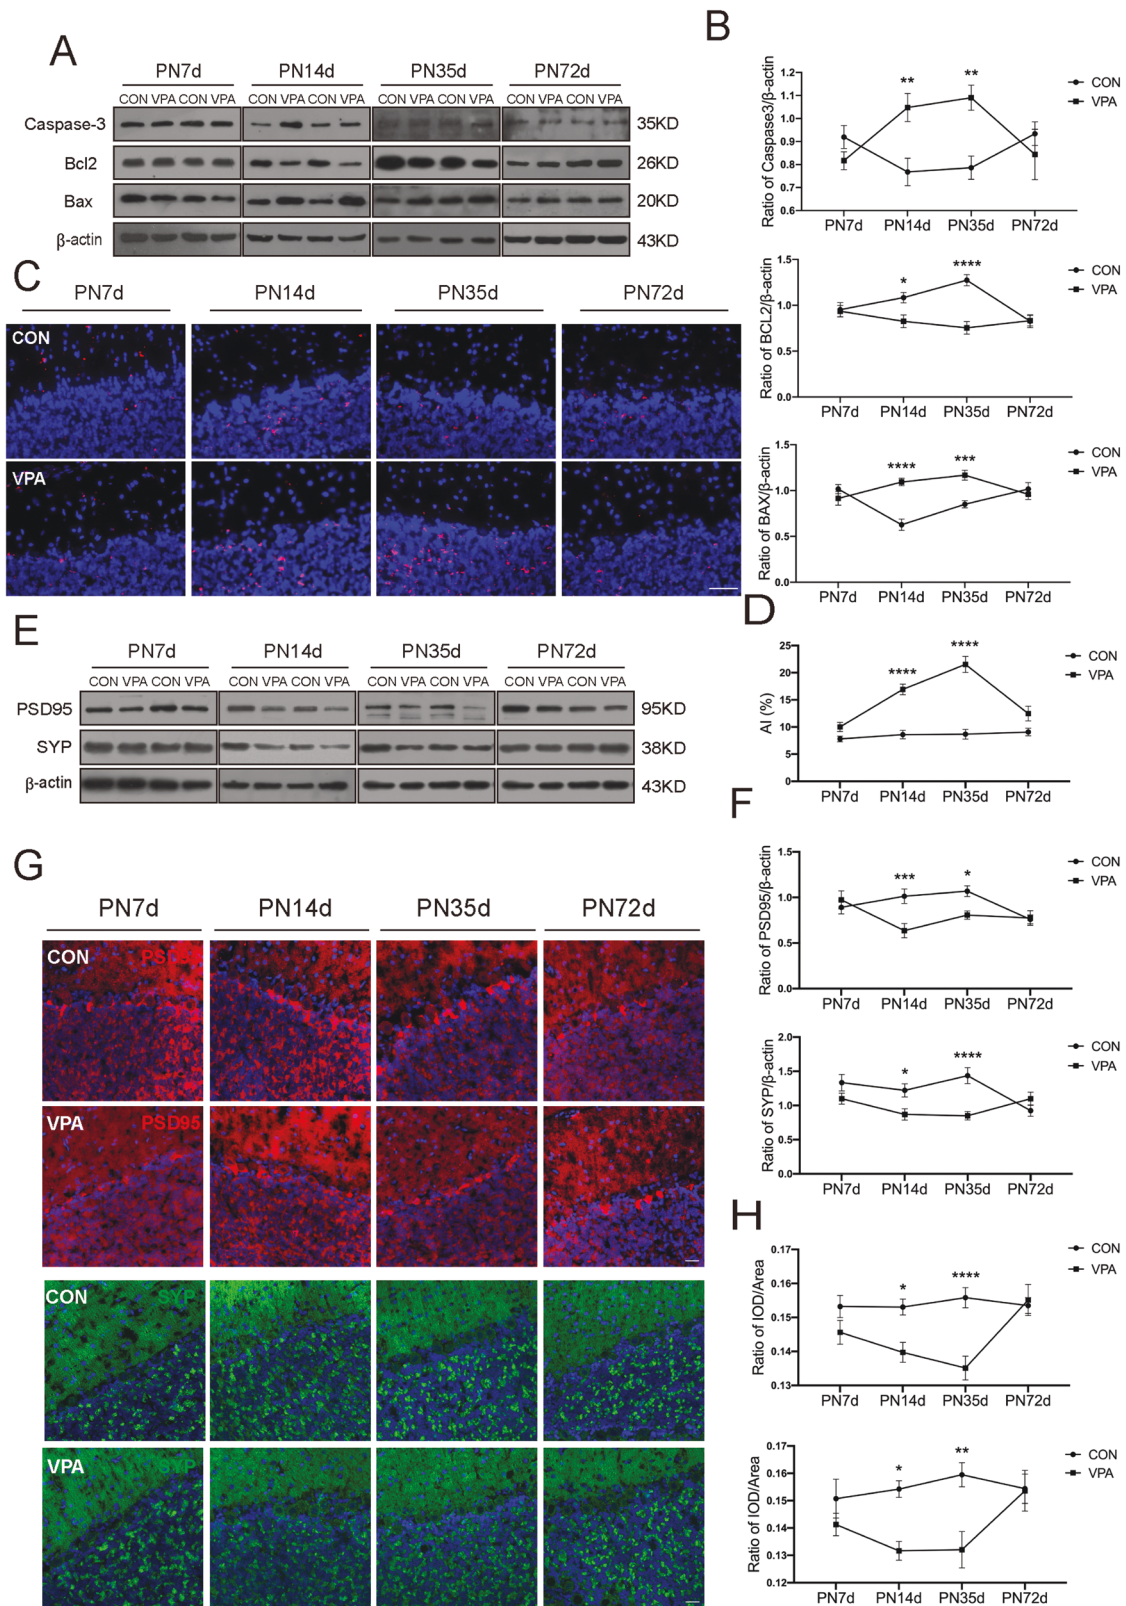 A
PN7d PN14d PN35d PN72d
CON VPA CON VPA CON VPA CON VPA CON VPA CON VPA CON VPA CON VPA
Caspase-3 35KD
Bcl2 26KD
Bax 20KD
β-actin 43KD
B
Ratio of Caspase3/β-actin
1.2
1.1
1.0
0.9
0.8
0.7
0.6
** **
PN7d PN14d PN35d PN72d
CON
VPA
Ratio of BCL2/β-actin
1.5
1.0
0.5
0.0
* ****
PN7d PN14d PN35d PN72d
CON
VPA
Ratio of BAX/β-actin
1.5
1.0
0.5
0.0
**** ***
PN7d PN14d PN35d PN72d
CON
VPA
C
PN7d PN14d PN35d PN72d
CON
VPA
D
AI (%)
25
20
15
10
5
0
**** ****
PN7d PN14d PN35d PN72d
CON
VPA
E
PN7d PN14d PN35d PN72d
CON VPA CON VPA CON VPA CON VPA CON VPA CON VPA CON VPA CON VPA
PSD95 95KD
SYP 38KD
β-actin 43KD
F
Ratio of PSD95/β-actin
1.5
1.0
0.5
0.0
*** *
PN7d PN14d PN35d PN72d
CON
VPA
Ratio of SYP/β-actin
2.0
1.5
1.0
0.5
0.0
* ****
PN7d PN14d PN35d PN72d
CON
VPA
G
PN7d PN14d PN35d PN72d
CON PSD95
VPA PSD95
CON SYP
VPA SYP
H
Ratio of IOD/Area
0.17
0.16
0.15
0.14
0.13
* ****
PN7d PN14d PN35d PN72d
CON
VPA
Ratio of IOD/Area
0.17
0.16
0.15
0.14
0.13
0.12
* **
PN7d PN14d PN35d PN72d
CON
VPA